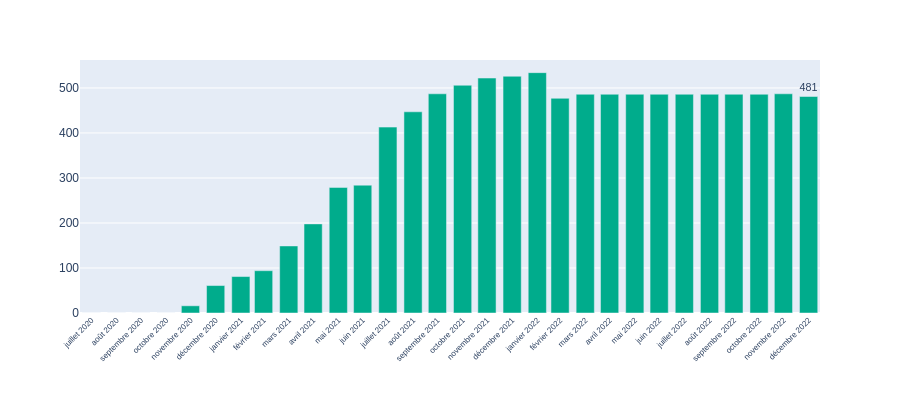 500
400
300
200
100
0
481
juillet 2020
août 2020
septembre 2020
octobre 2020
novembre 2020
décembre 2020
janvier 2021
février 2021
mars 2021
avril 2021
mai 2021
juin 2021
juillet 2021
août 2021
septembre 2021
octobre 2021
novembre 2021
décembre 2021
janvier 2022
février 2022
mars 2022
avril 2022
mai 2022
juin 2022
juillet 2022
août 2022
septembre 2022
octobre 2022
novembre 2022
décembre 2022